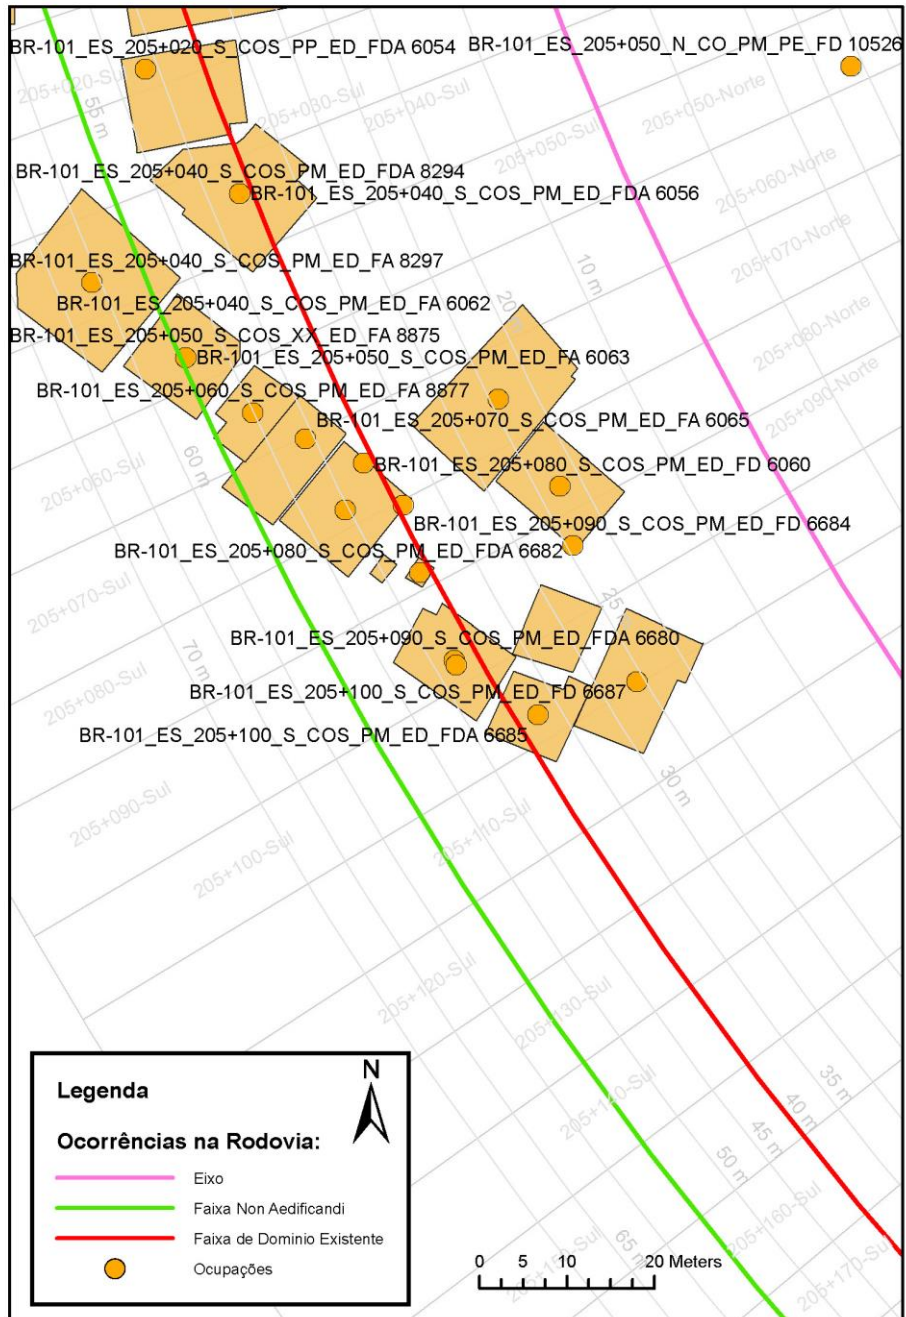 BR-101_ES_205+020_S_COS_PP_ED_FDA 6054
BR-101_ES_205+050_N_CO_PM_PE_FD 10526
205+020-Sul
55 m
205+030-Sul
205+040-Sul
205+050-Sul
205+050-Norte
BR-101_ES_205+040_S_COS_PM_ED_FDA 8294
BR-101_ES_205+040_S_COS_PM_ED_FDA 6056
205+060-Norte
205+070-Norte
BR-101_ES_205+040_S_COS_PM_ED_FA 8297
10 m
BR-101_ES_205+040_S_COS_PM_ED_FA 6062
20 m
205+080-Norte
BR-101_ES_205+050_S_COS_XX_ED_FA 8875
BR-101_ES_205+050_S_COS_PM_ED_FA 6063
BR-101_ES_205+060_S_COS_PM_ED_FA 8877
205+090-Norte
BR-101_ES_205+070_S_COS_PM_ED_FA 6065
60 m
BR-101_ES_205+080_S_COS_PM_ED_FD 6060
205+060-Sul
BR-101_ES_205+090_S_COS_PM_ED_FD 6684
BR-101_ES_205+080_S_COS_PM_ED_FDA 6682
205+070-Sul
25
BR-101_ES_205+090_S_COS_PM_ED_FDA 6680
70 m
205+080-Sul
BR-101_ES_205+100_S_COS_PM_ED_FD 6687
BR-101_ES_205+100_S_COS_PM_ED_FDA 6685
30 m
205+090-Sul
205+110-Sul
205+100-Sul
205+120-Sul
205+130-Sul
35 m
40 m
45 m
50 m
205+140-Sul
205+160-Sul
65 m
205+150-Sul
205+170-Sul
N
Legenda
Ocorrências na Rodovia:
Eixo
Faixa Non Aedificandi
Faixa de Dominio Existente
Ocupações
0 5 10 20 Meters